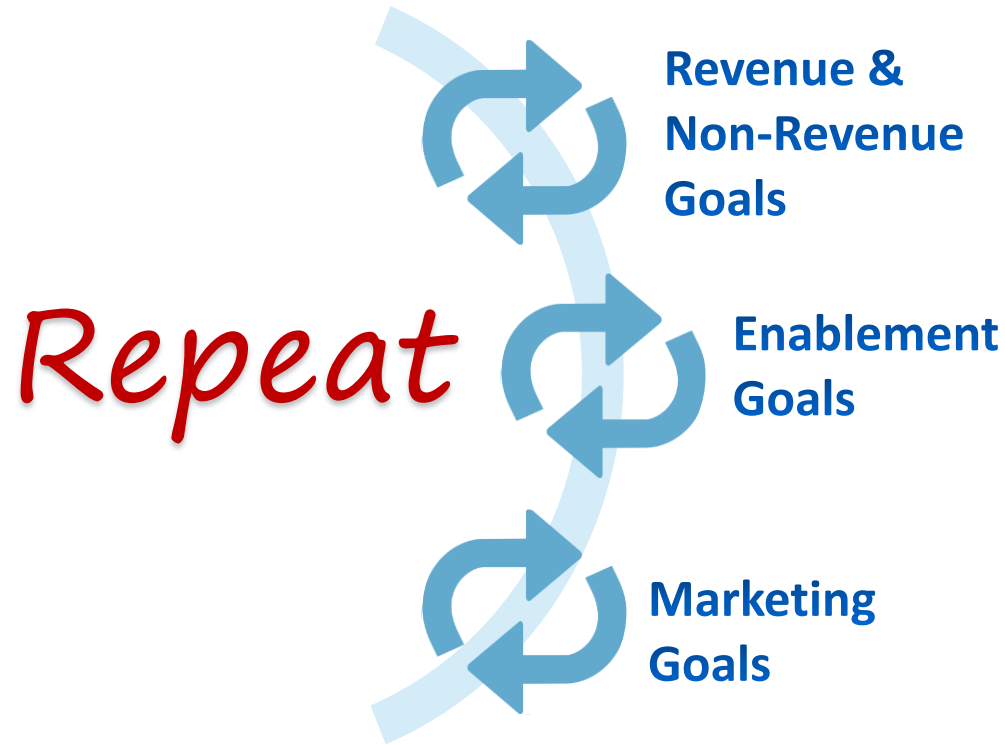 Repeat
Revenue &
Non-Revenue
Goals
Enablement
Goals
Marketing
Goals